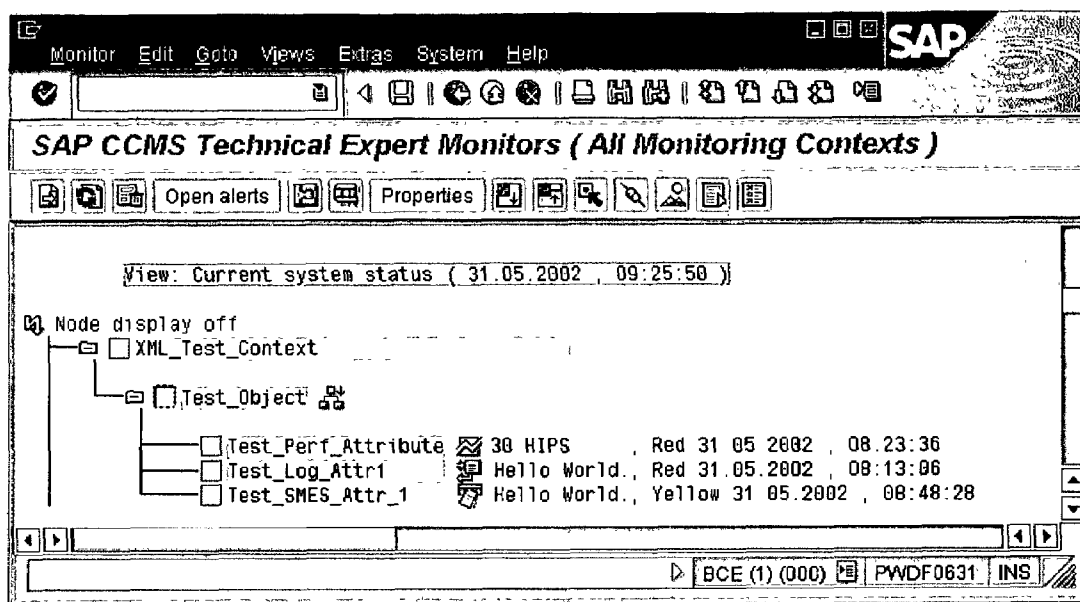 SAP
Monitor Edit Goto Views Extras System Help
SAP CCMS Technical Expert Monitors ( All Monitoring Contexts )
Open alerts Properties
View: Current system status ( 31.05.2002 , 09:25:50 )
Node display off
XML_Test_Context
Test_Object
Test_Perf_Attribute 30 HIPS , Red 31 05 2002 , 08.23:36
Test_Log_Attr1 Hello World., Red 31.05.2002 , 08:13:06
Test_SMES_Attr_1 Hello World., Yellow 31 05.2002 , 08:48:28
BCE (1) (000) PWDF0631 INS